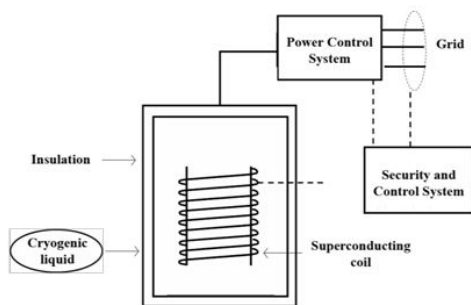 Power Control
System
Grid
Insulation
Security and
Control System
Cryogenic
liquid
Superconducting
coil